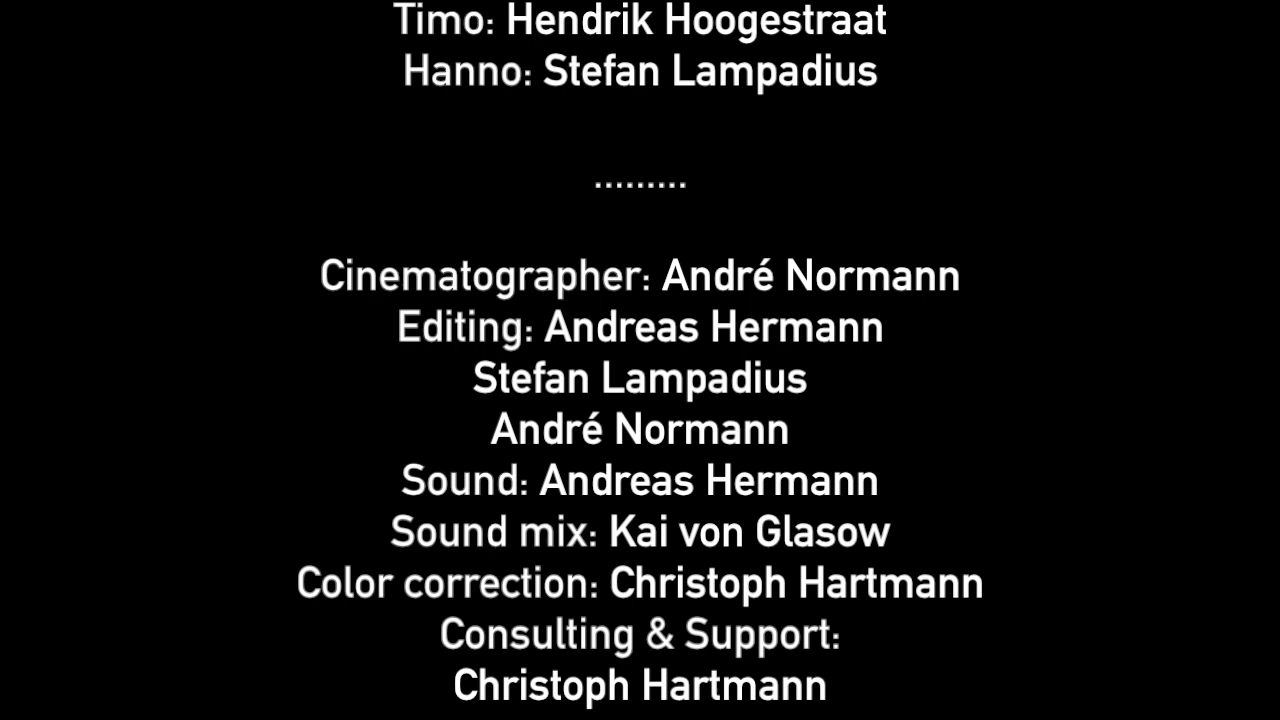 Timo: Hendrik Hoogestraat
Hanno: Stefan Lampadius
.........
Cinematographer: André Normann
Editing: Andreas Hermann
Stefan Lampadius
André Normann
Sound: Andreas Hermann
Sound mix: Kai von Glasow
Color correction: Christoph Hartmann
Consulting & Support:
Christoph Hartmann